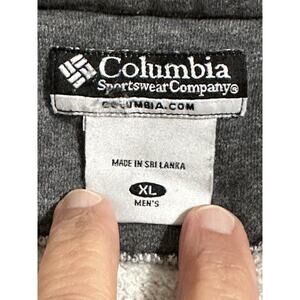 Columbia
Sportswear Company®
COLUMBIA.COM
MADE IN SRI LANKA
XL
MEN'S